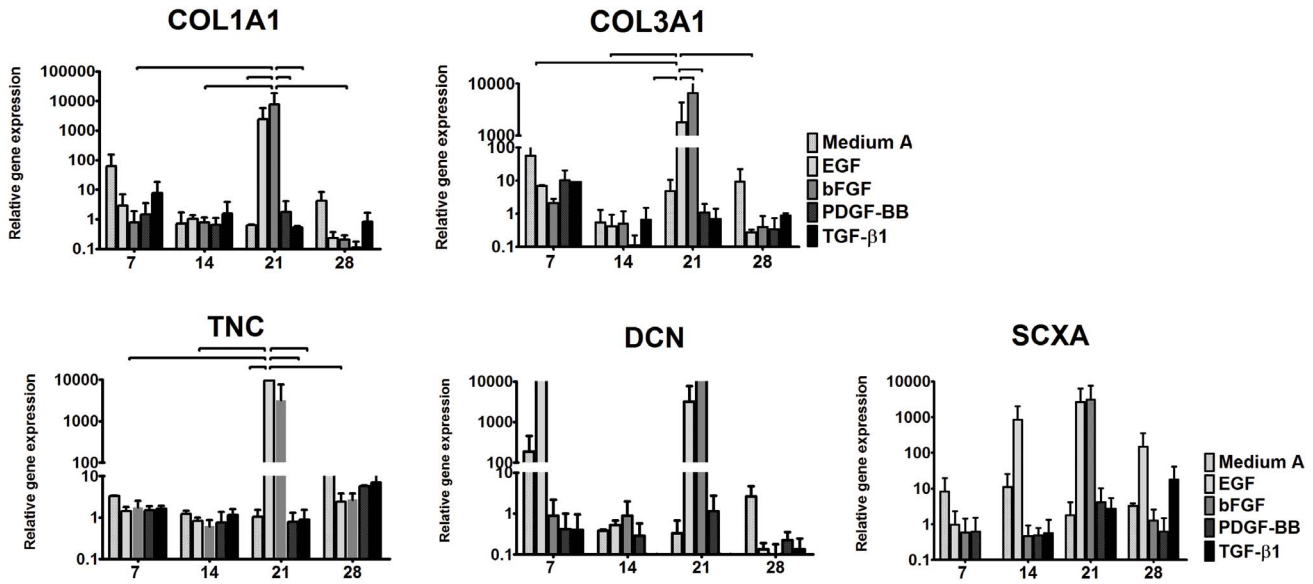 COL1A1
COL3A1
Relative gene expression
100000
10000
1000
100
10
1
0.1
7 14 21 28
Relative gene expression
10000
1000
100
10
1
0.1
7 14 21 28
Medium A
EGF
bFGF
PDGF-BB
TGF-β1
TNC
DCN
SCXA
Relative gene expression
10000
1000
100
10
1
0.1
7 14 21 28
Relative gene expression
10000
1000
100
10
1
0.1
7 14 21 28
Relative gene expression
10000
1000
100
10
1
0.1
7 14 21 28
Medium A
EGF
bFGF
PDGF-BB
TGF-β1